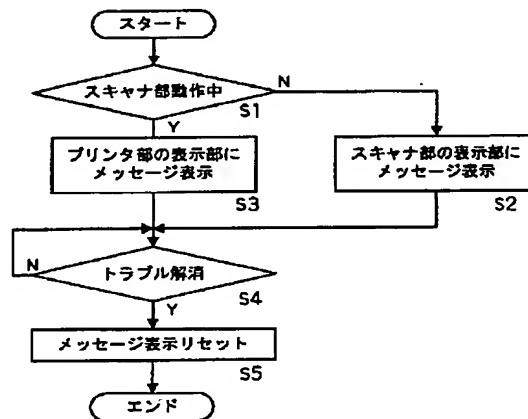 スタート
スキャナ部動作中
N
S1
Y
プリンタ部の表示部に
メッセージ表示
S3
スキャナ部の表示部に
メッセージ表示
S2
N
トラブル解消
S4
Y
メッセージ表示リセット
S5
エンド